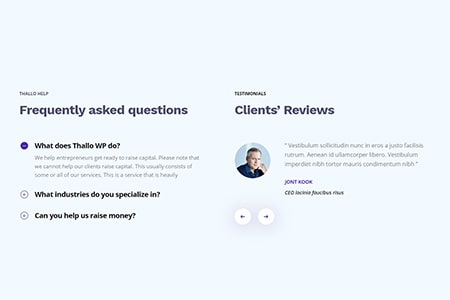 THALLO HELP
Frequently asked questions
What does Thallo WP do?
We help entrepreneurs get ready to raise capital. Please note that
we cannot help our clients raise capital. This usually consists of
some or all of our services. This is a service that is heavily
What industries do you specialize in?
Can you help us raise money?
TESTIMONIALS
Clients' Reviews
" Vestibulum sollicitudin nunc in eros a justo facilisis
rutrum. Aenean id ullamcorper libero. Vestibulum
imperdiet nibh tortor mauris condimentum nibh "
JONT KOOK
CEO lacinia faucibus risus